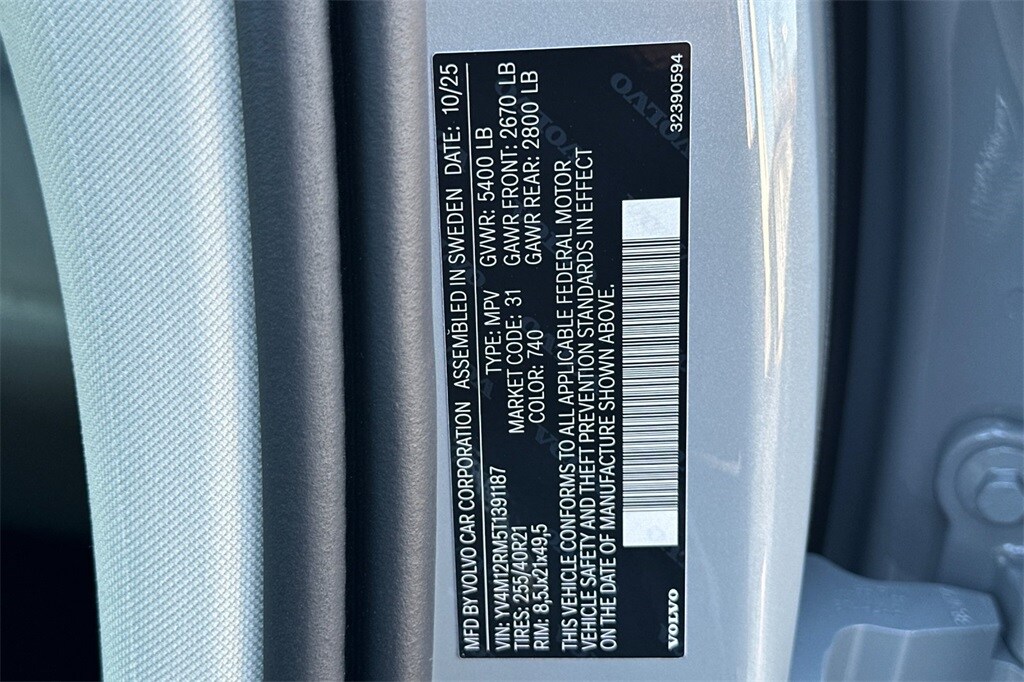 MFD BY VOLVO CAR CORPORATION ASSEMBLED IN SWEDEN DATE: 10/25
VIN: YV4M12RM5T1391187 TYPE: MPV GVWR: 5400 LB
TIRES: 255/40R21 MARKET CODE: 31 GAWR FRONT: 2670 LB
RIM: 8,5Jx21x49,5 COLOR: 740 GAWR REAR: 2800 LB
THIS VEHICLE CONFORMS TO ALL APPLICABLE FEDERAL MOTOR
VEHICLE SAFETY AND THEFT PREVENTION STANDARDS IN EFFECT
ON THE DATE OF MANUFACTURE SHOWN ABOVE.
VOLVO 32390594